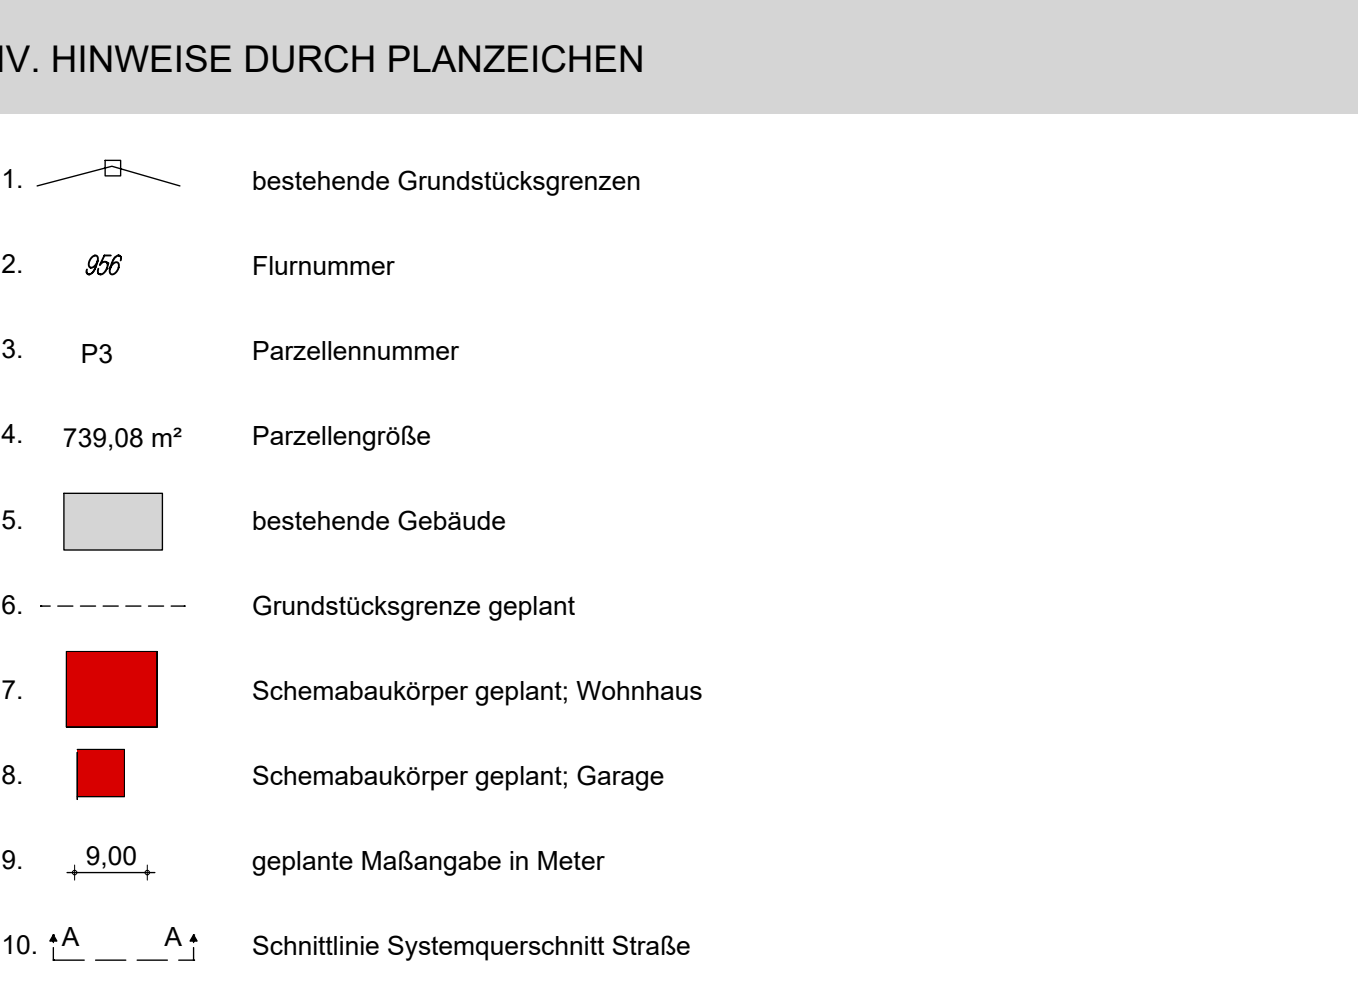 IV. HINWEISE DURCH PLANZEICHEN
1. bestehende Grundstücksgrenzen
2. 956 Flurnummer
3. P3 Parzellennummer
4. 739,08 m² Parzellengröße
5. bestehende Gebäude
6. Grundstücksgrenze geplant
7. Schemabaukörper geplant; Wohnhaus
8. Schemabaukörper geplant; Garage
9. 9,00 geplante Maßangabe in Meter
10. A A Schnittlinie Systemquerschnitt Straße